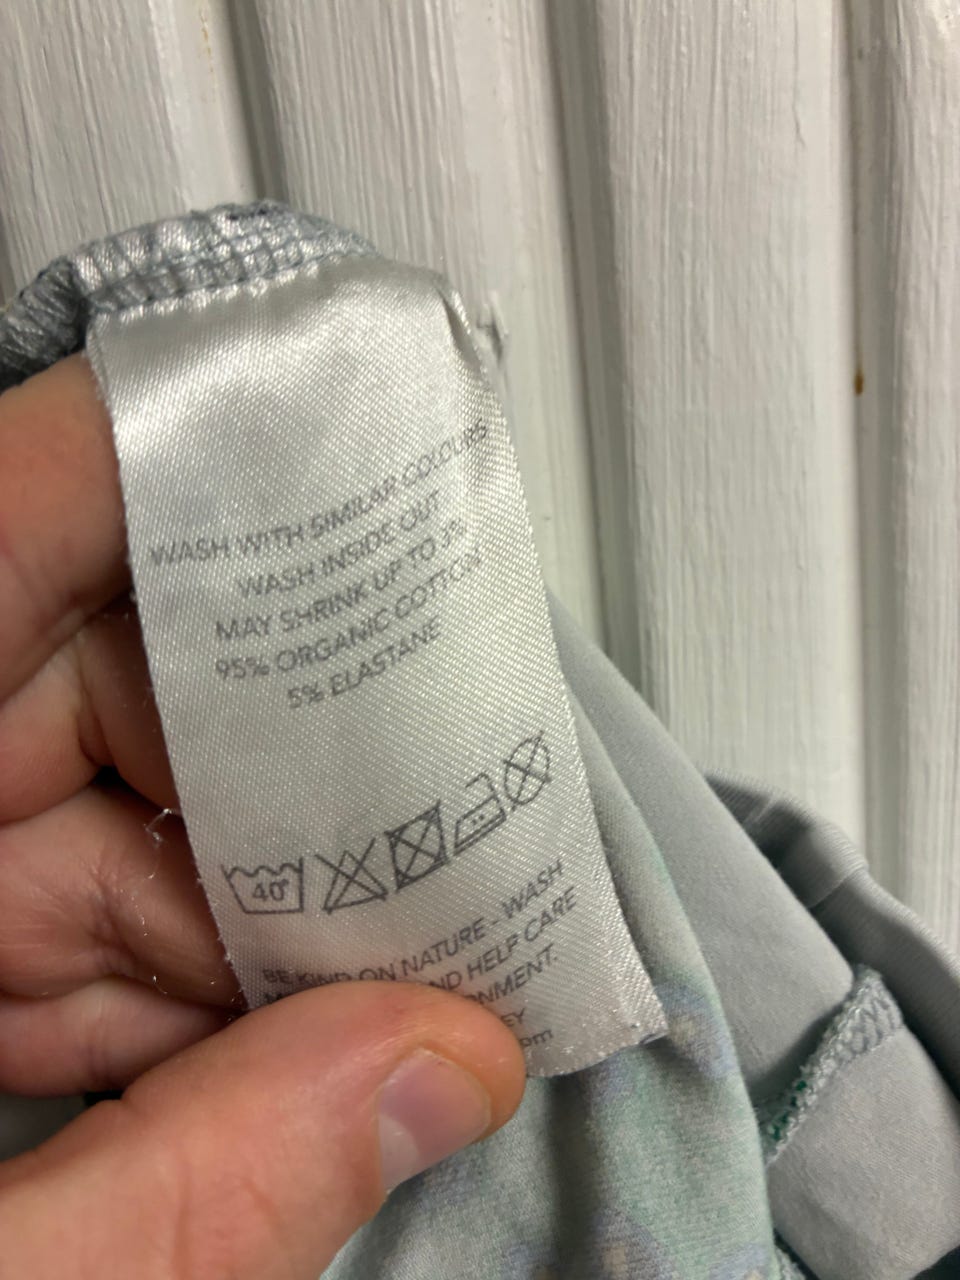 WASH WITH SIMILAR COLOURS
WASH INSIDE OUT
MAY SHRINK UP TO 3%
95% ORGANIC COTTON
5% ELASTANE
40°
BE KIND ON NATURE - WASH
AND HELP CARE